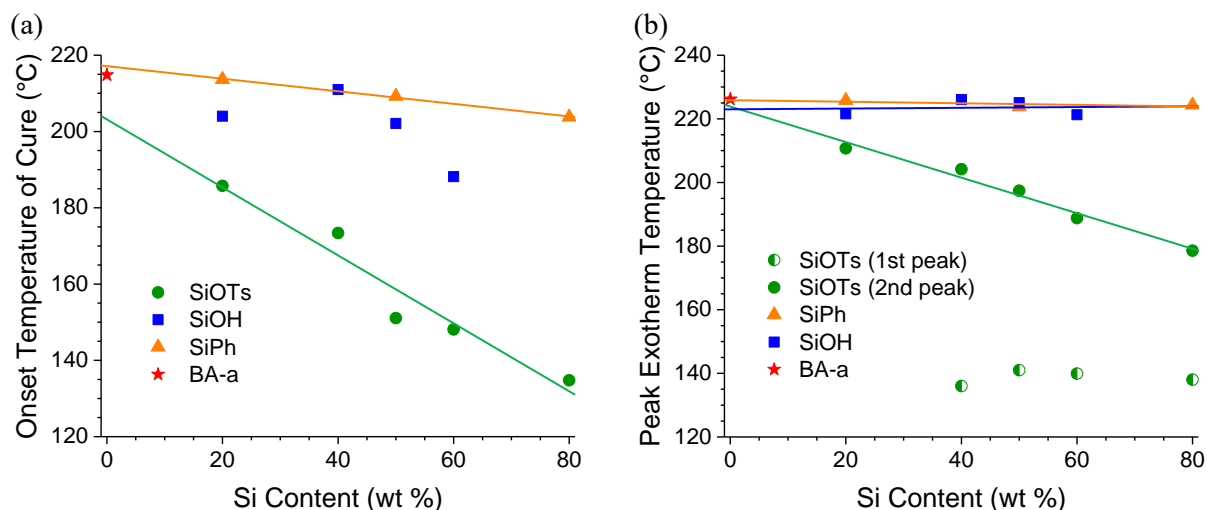 (a)
Onset Temperature of Cure (°C)
220
200
180
160
140
120
SiOTs
SiOH
SiPh
BA-a
0 20 40 60 80
Si Content (wt %)
(b)
Peak Exotherm Temperature (°C)
240
220
200
180
160
140
120
SiOTs (1st peak)
SiOTs (2nd peak)
SiPh
SiOH
BA-a
0 20 40 60 80
Si Content (wt %)